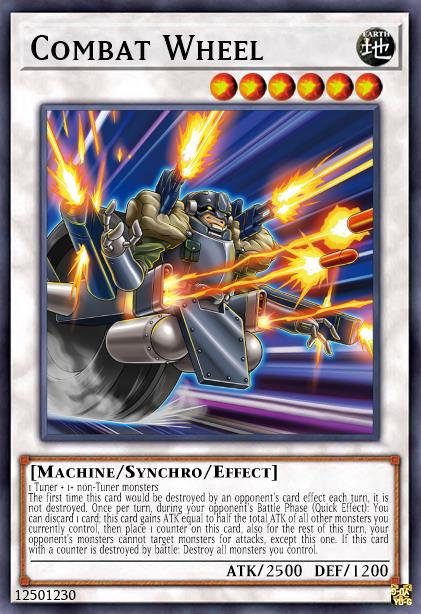 COMBAT WHEEL
EARTH
地
[MACHINE/SYNCHRO/EFFECT]
1 Tuner + 1+ non-Tuner monsters
The first time this card would be destroyed by an opponent's card effect each turn, it is
not destroyed. Once per turn, during your opponent's Battle Phase (Quick Effect): You
can discard 1 card; this card gains ATK equal to half the total ATK of all other monsters you
currently control, then place 1 counter on this card, also for the rest of this turn, your
opponent's monsters cannot target monsters for attacks, except this one. If this card
with a counter is destroyed by battle: Destroy all monsters you control.
ATK/2500 DEF/1200
12501230